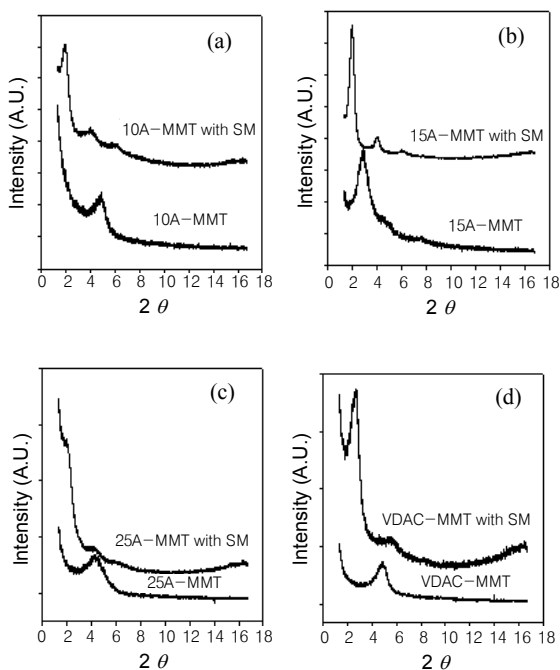 (a)
Intensity (A.U.)
10A-MMT with SM
10A-MMT
0 2 4 6 8 10 12 14 16 18
2 θ
(b)
Intensity (A.U.)
15A-MMT with SM
15A-MMT
0 2 4 6 8 10 12 14 16 18
2 θ
(c)
Intensity (A.U.)
25A-MMT with SM
25A-MMT
0 2 4 6 8 10 12 14 16 18
2 θ
(d)
Intensity (A.U.)
VDAC-MMT with SM
VDAC-MMT
0 2 4 6 8 10 12 14 16 18
2 θ